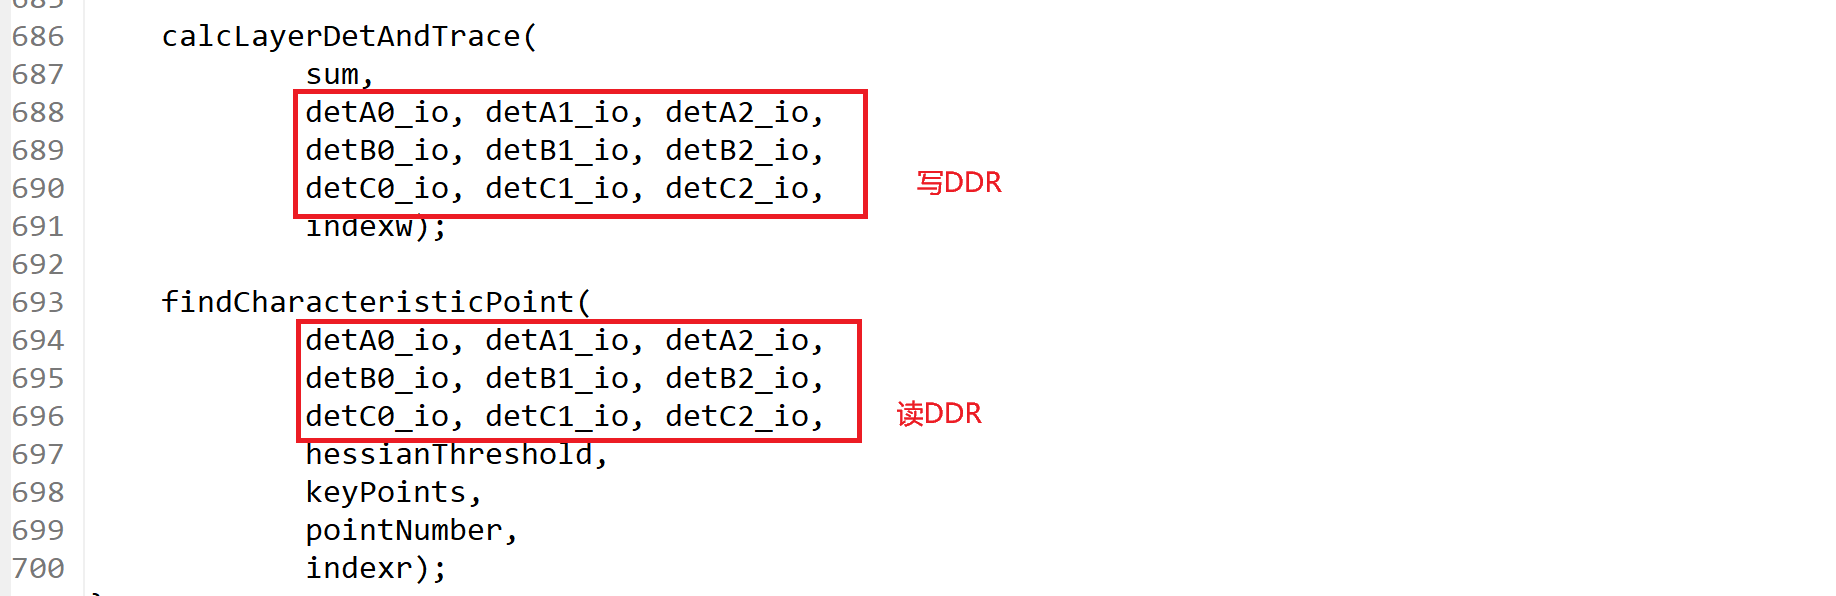 685
686 calcLayerDetAndTrace(
687 sum,
688 detA0_io, detA1_io, detA2_io,
689 detB0_io, detB1_io, detB2_io,
写DDR
690 detC0_io, detC1_io, detC2_io,
691 indexw);
692
693 findCharacteristicPoint(
694 detA0_io, detA1_io, detA2_io,
695 detB0_io, detB1_io, detB2_io,
读DDR
696 detC0_io, detC1_io, detC2_io,
697 hessianThreshold,
698 keyPoints,
699 pointNumber,
700 indexr);